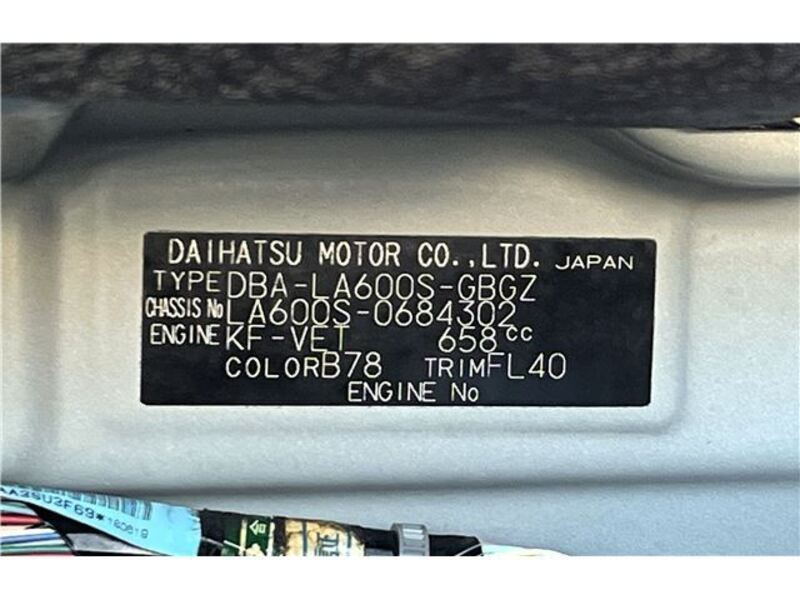 DAIHATSU MOTOR CO.,LTD. JAPAN
TYPE DBA-LA600S-GBGZ
CHASSIS No LA600S-0684302
ENGINE KF-VET 658cc
COLOR B78 TRIM FL40
ENGINE No